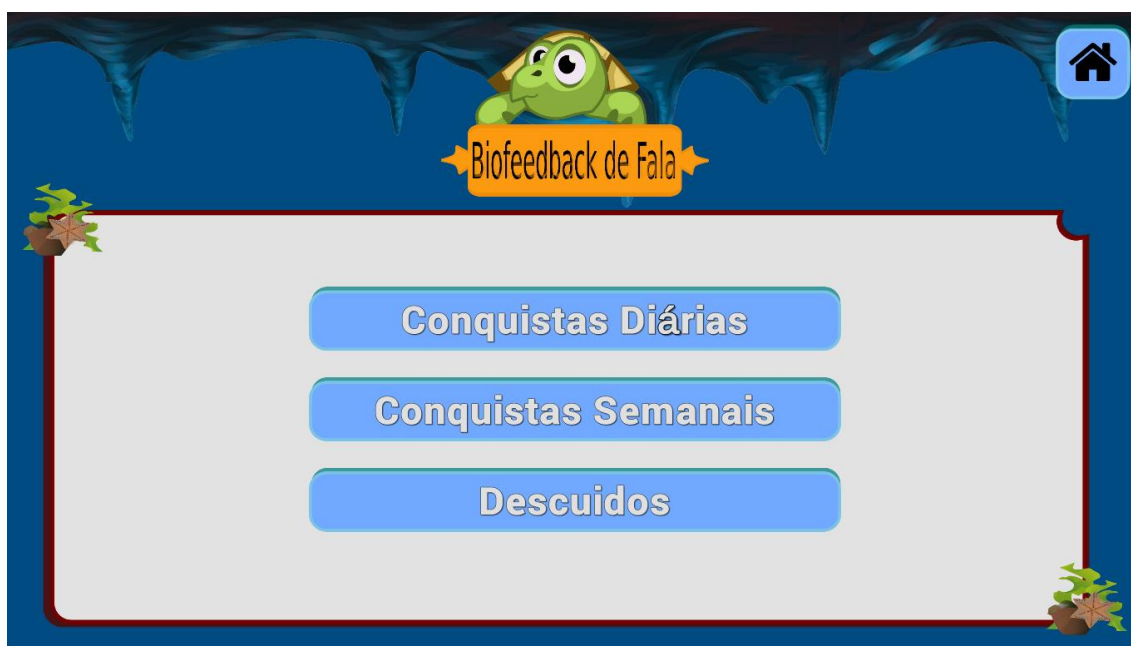 Biofeedback de Fala
Conquistas Diárias
Conquistas Semanais
Descuidos